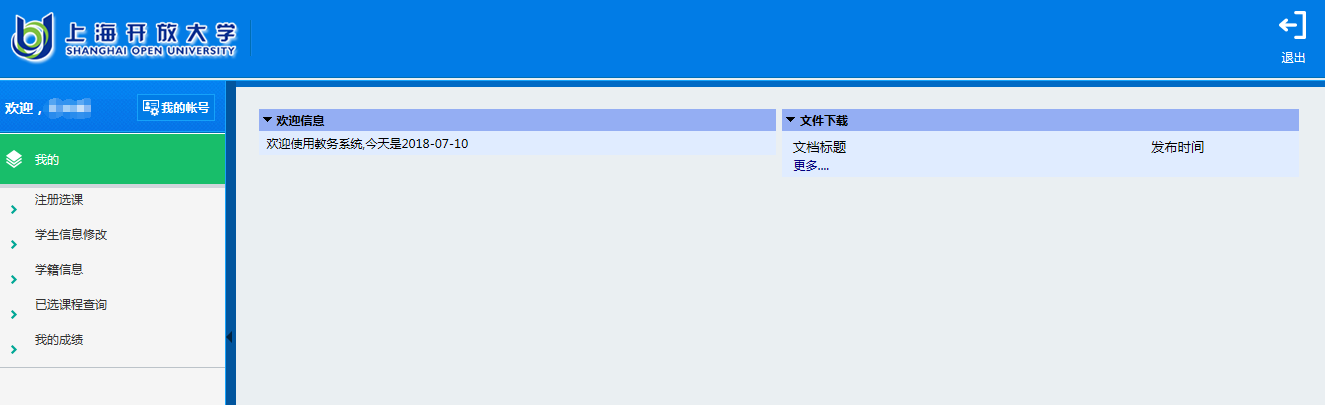 上海开放大学
SHANGHAI OPEN UNIVERSITY
退出
欢迎，
我的帐号
我的
注册选课
学生信息修改
学籍信息
已选课程查询
我的成绩
欢迎信息
欢迎使用教务系统,今天是2018-07-10
文件下载
文档标题 发布时间
更多....